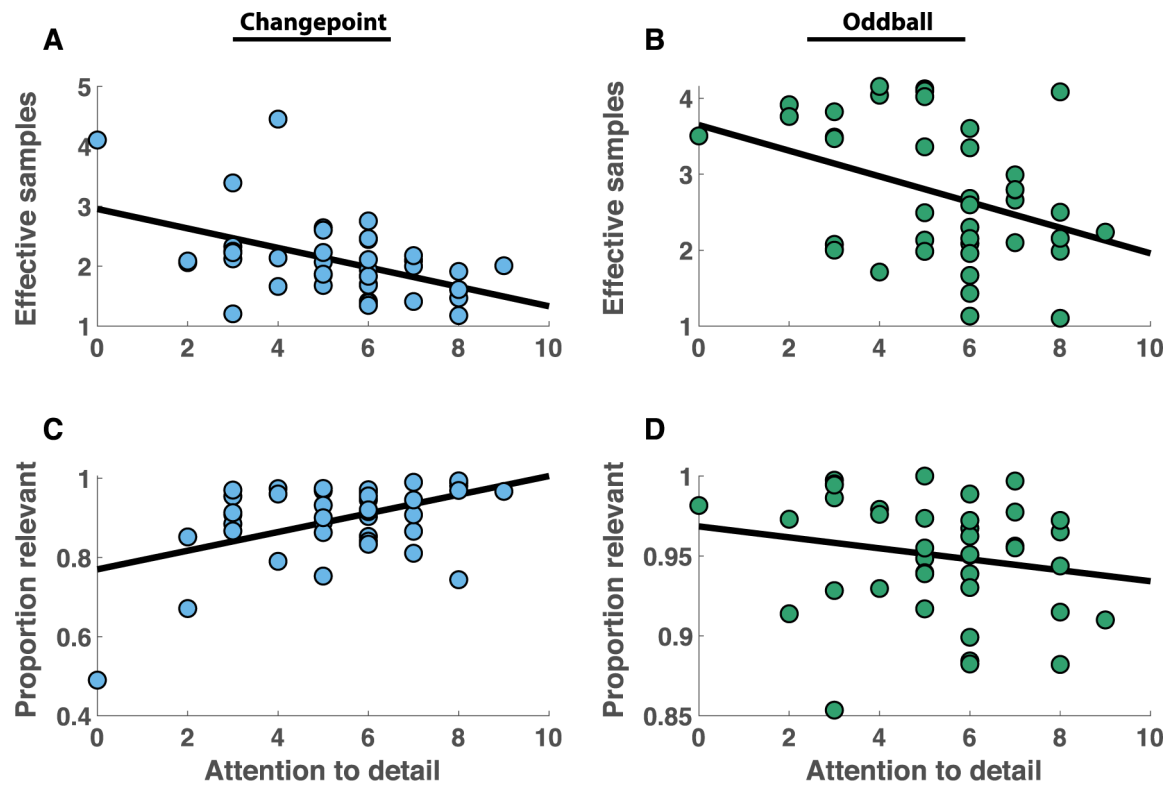 Changepoint
Oddball
A
B
Effective samples
5
4
3
2
1
0 2 4 6 8 10
Effective samples
4
3
2
1
0 2 4 6 8 10
C
D
Proportion relevant
1
0.8
0.6
0.4
0 2 4 6 8 10
Attention to detail
Proportion relevant
1
0.95
0.9
0.85
0 2 4 6 8 10
Attention to detail